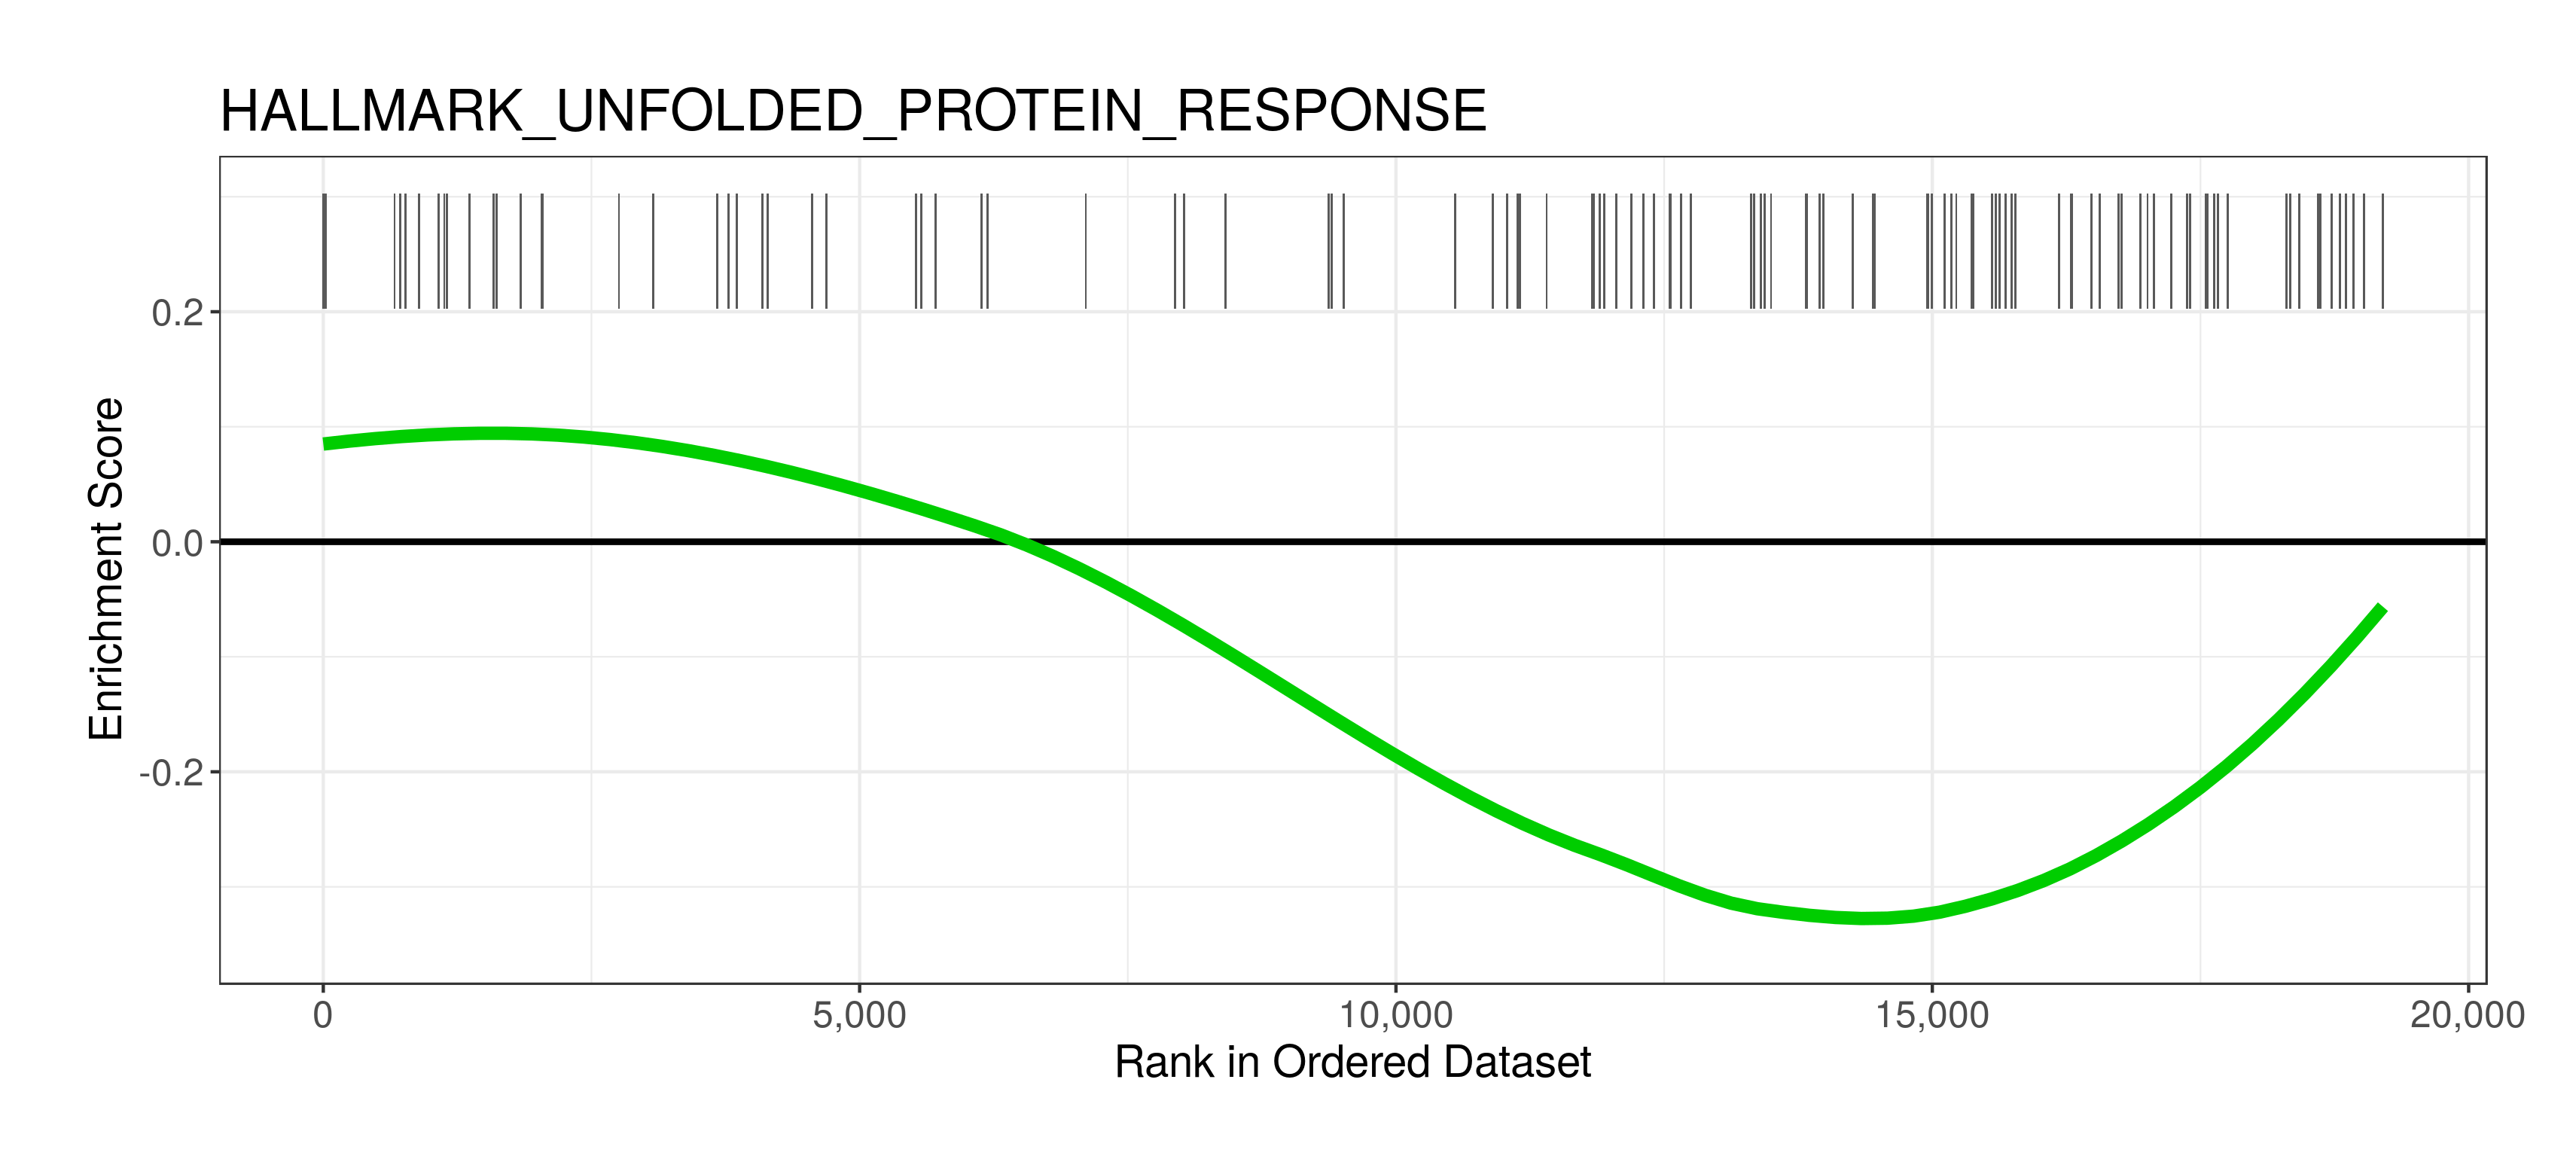 HALLMARK_UNFOLDED_PROTEIN_RESPONSE
Enrichment Score
0.2
0.0
-0.2
0 5,000 10,000 15,000 20,000
Rank in Ordered Dataset